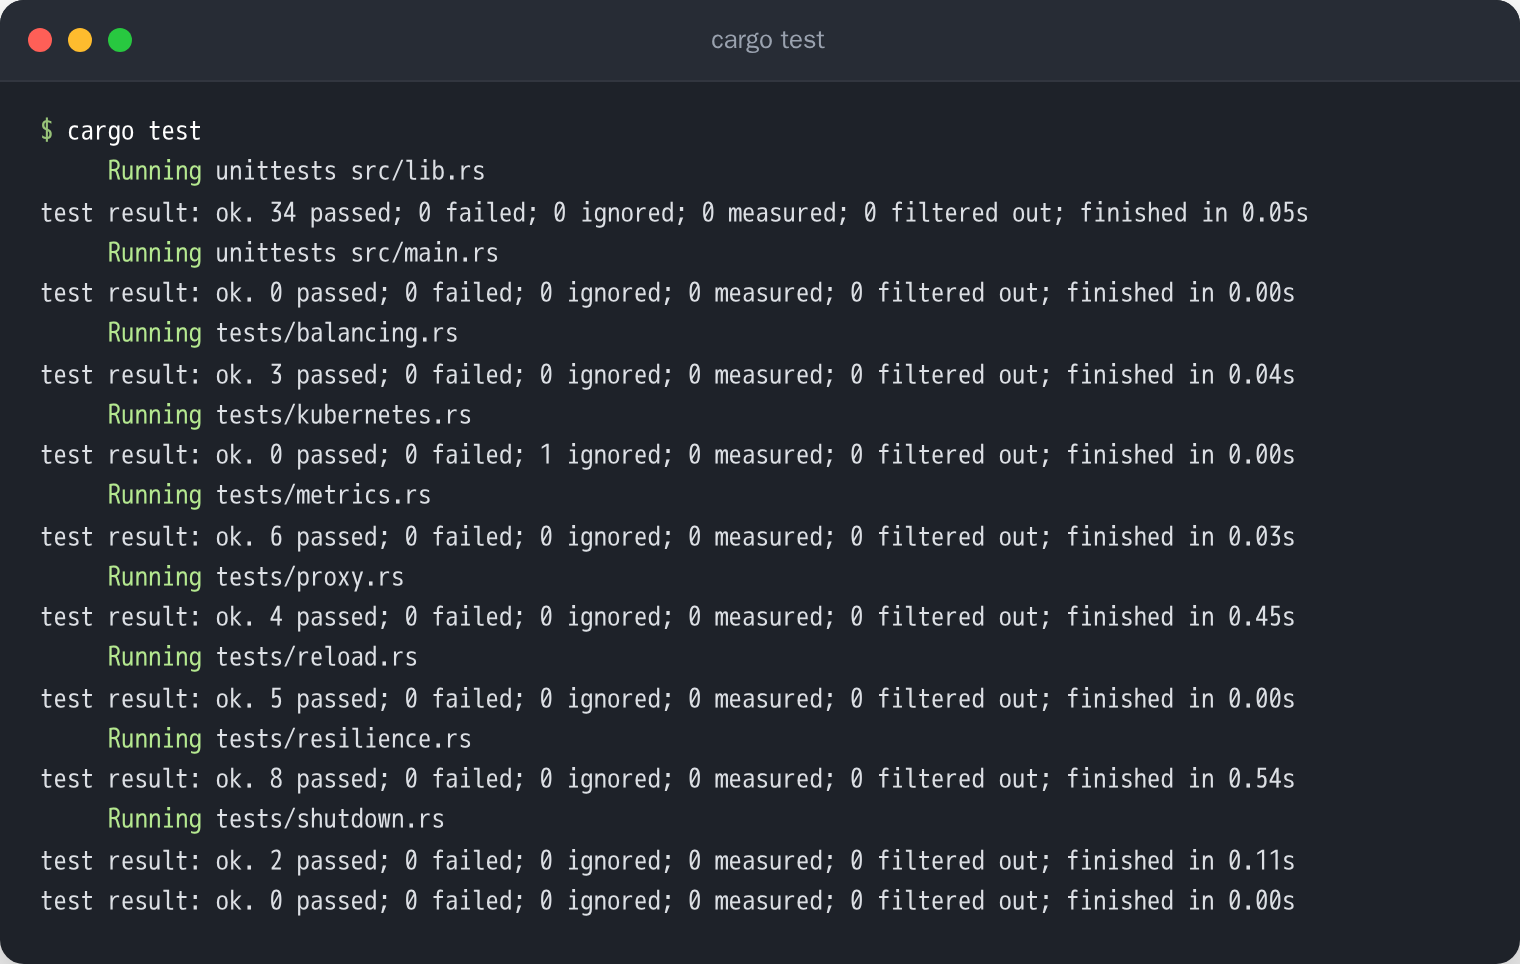 cargo test
$ cargo test
Running unittests src/lib.rs
test result: ok. 34 passed; 0 failed; 0 ignored; 0 measured; 0 filtered out; finished in 0.05s
Running unittests src/main.rs
test result: ok. 0 passed; 0 failed; 0 ignored; 0 measured; 0 filtered out; finished in 0.00s
Running tests/balancing.rs
test result: ok. 3 passed; 0 failed; 0 ignored; 0 measured; 0 filtered out; finished in 0.04s
Running tests/kubernetes.rs
test result: ok. 0 passed; 0 failed; 1 ignored; 0 measured; 0 filtered out; finished in 0.00s
Running tests/metrics.rs
test result: ok. 6 passed; 0 failed; 0 ignored; 0 measured; 0 filtered out; finished in 0.03s
Running tests/proxy.rs
test result: ok. 4 passed; 0 failed; 0 ignored; 0 measured; 0 filtered out; finished in 0.45s
Running tests/reload.rs
test result: ok. 5 passed; 0 failed; 0 ignored; 0 measured; 0 filtered out; finished in 0.00s
Running tests/resilience.rs
test result: ok. 8 passed; 0 failed; 0 ignored; 0 measured; 0 filtered out; finished in 0.54s
Running tests/shutdown.rs
test result: ok. 2 passed; 0 failed; 0 ignored; 0 measured; 0 filtered out; finished in 0.11s
test result: ok. 0 passed; 0 failed; 0 ignored; 0 measured; 0 filtered out; finished in 0.00s